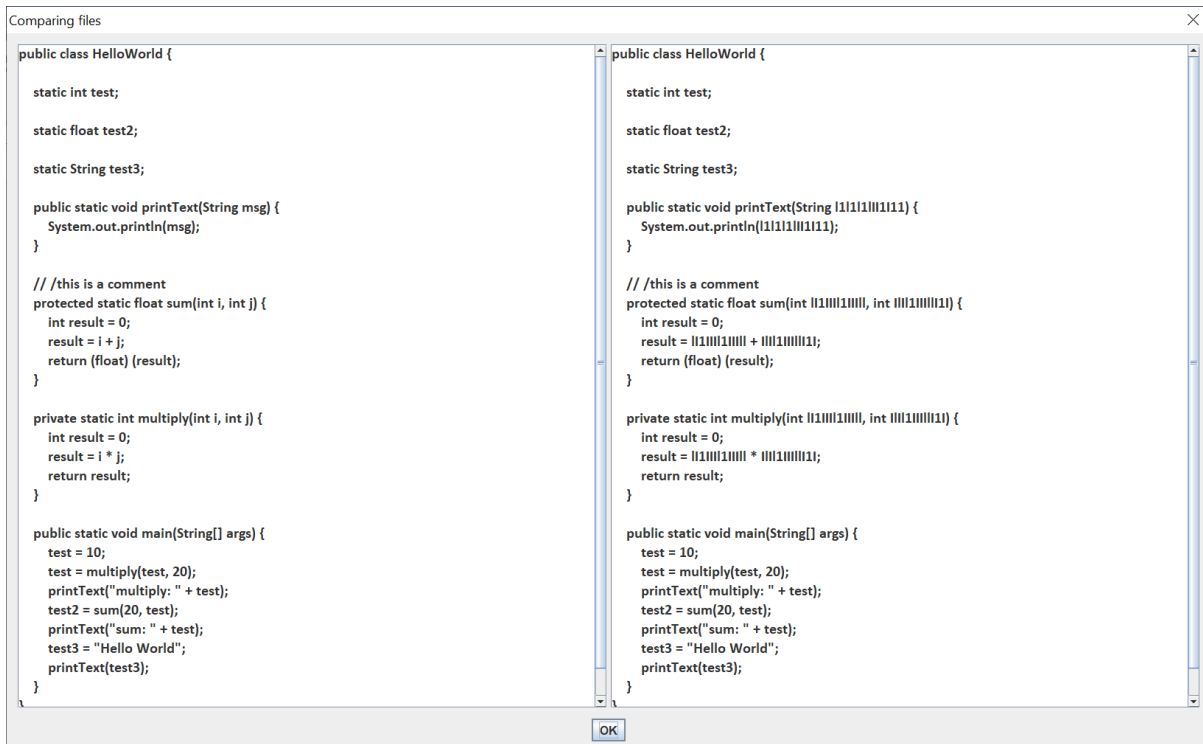 Comparing files
public class HelloWorld {
static int test;
static float test2;
static String test3;
public static void printText(String msg) {
System.out.println(msg);
}
// /this is a comment
protected static float sum(int i, int j) {
int result = 0;
result = i + j;
return (float) (result);
}
private static int multiply(int i, int j) {
int result = 0;
result = i * j;
return result;
}
public static void main(String[] args) {
test = 10;
test = multiply(test, 20);
printText("multiply: " + test);
test2 = sum(20, test);
printText("sum: " + test);
test3 = "Hello World";
printText(test3);
}
}
public class HelloWorld {
static int test;
static float test2;
static String test3;
public static void printText(String ) {
System.out.println();
}
// /this is a comment
protected static float sum(int , int ) {
int result = 0;
result = + ;
return (float) (result);
}
private static int multiply(int , int ) {
int result = 0;
result = * ;
return result;
}
public static void main(String[] args) {
test = 10;
test = multiply(test, 20);
printText("multiply: " + test);
test2 = sum(20, test);
printText("sum: " + test);
test3 = "Hello World";
printText(test3);
}
}
OK